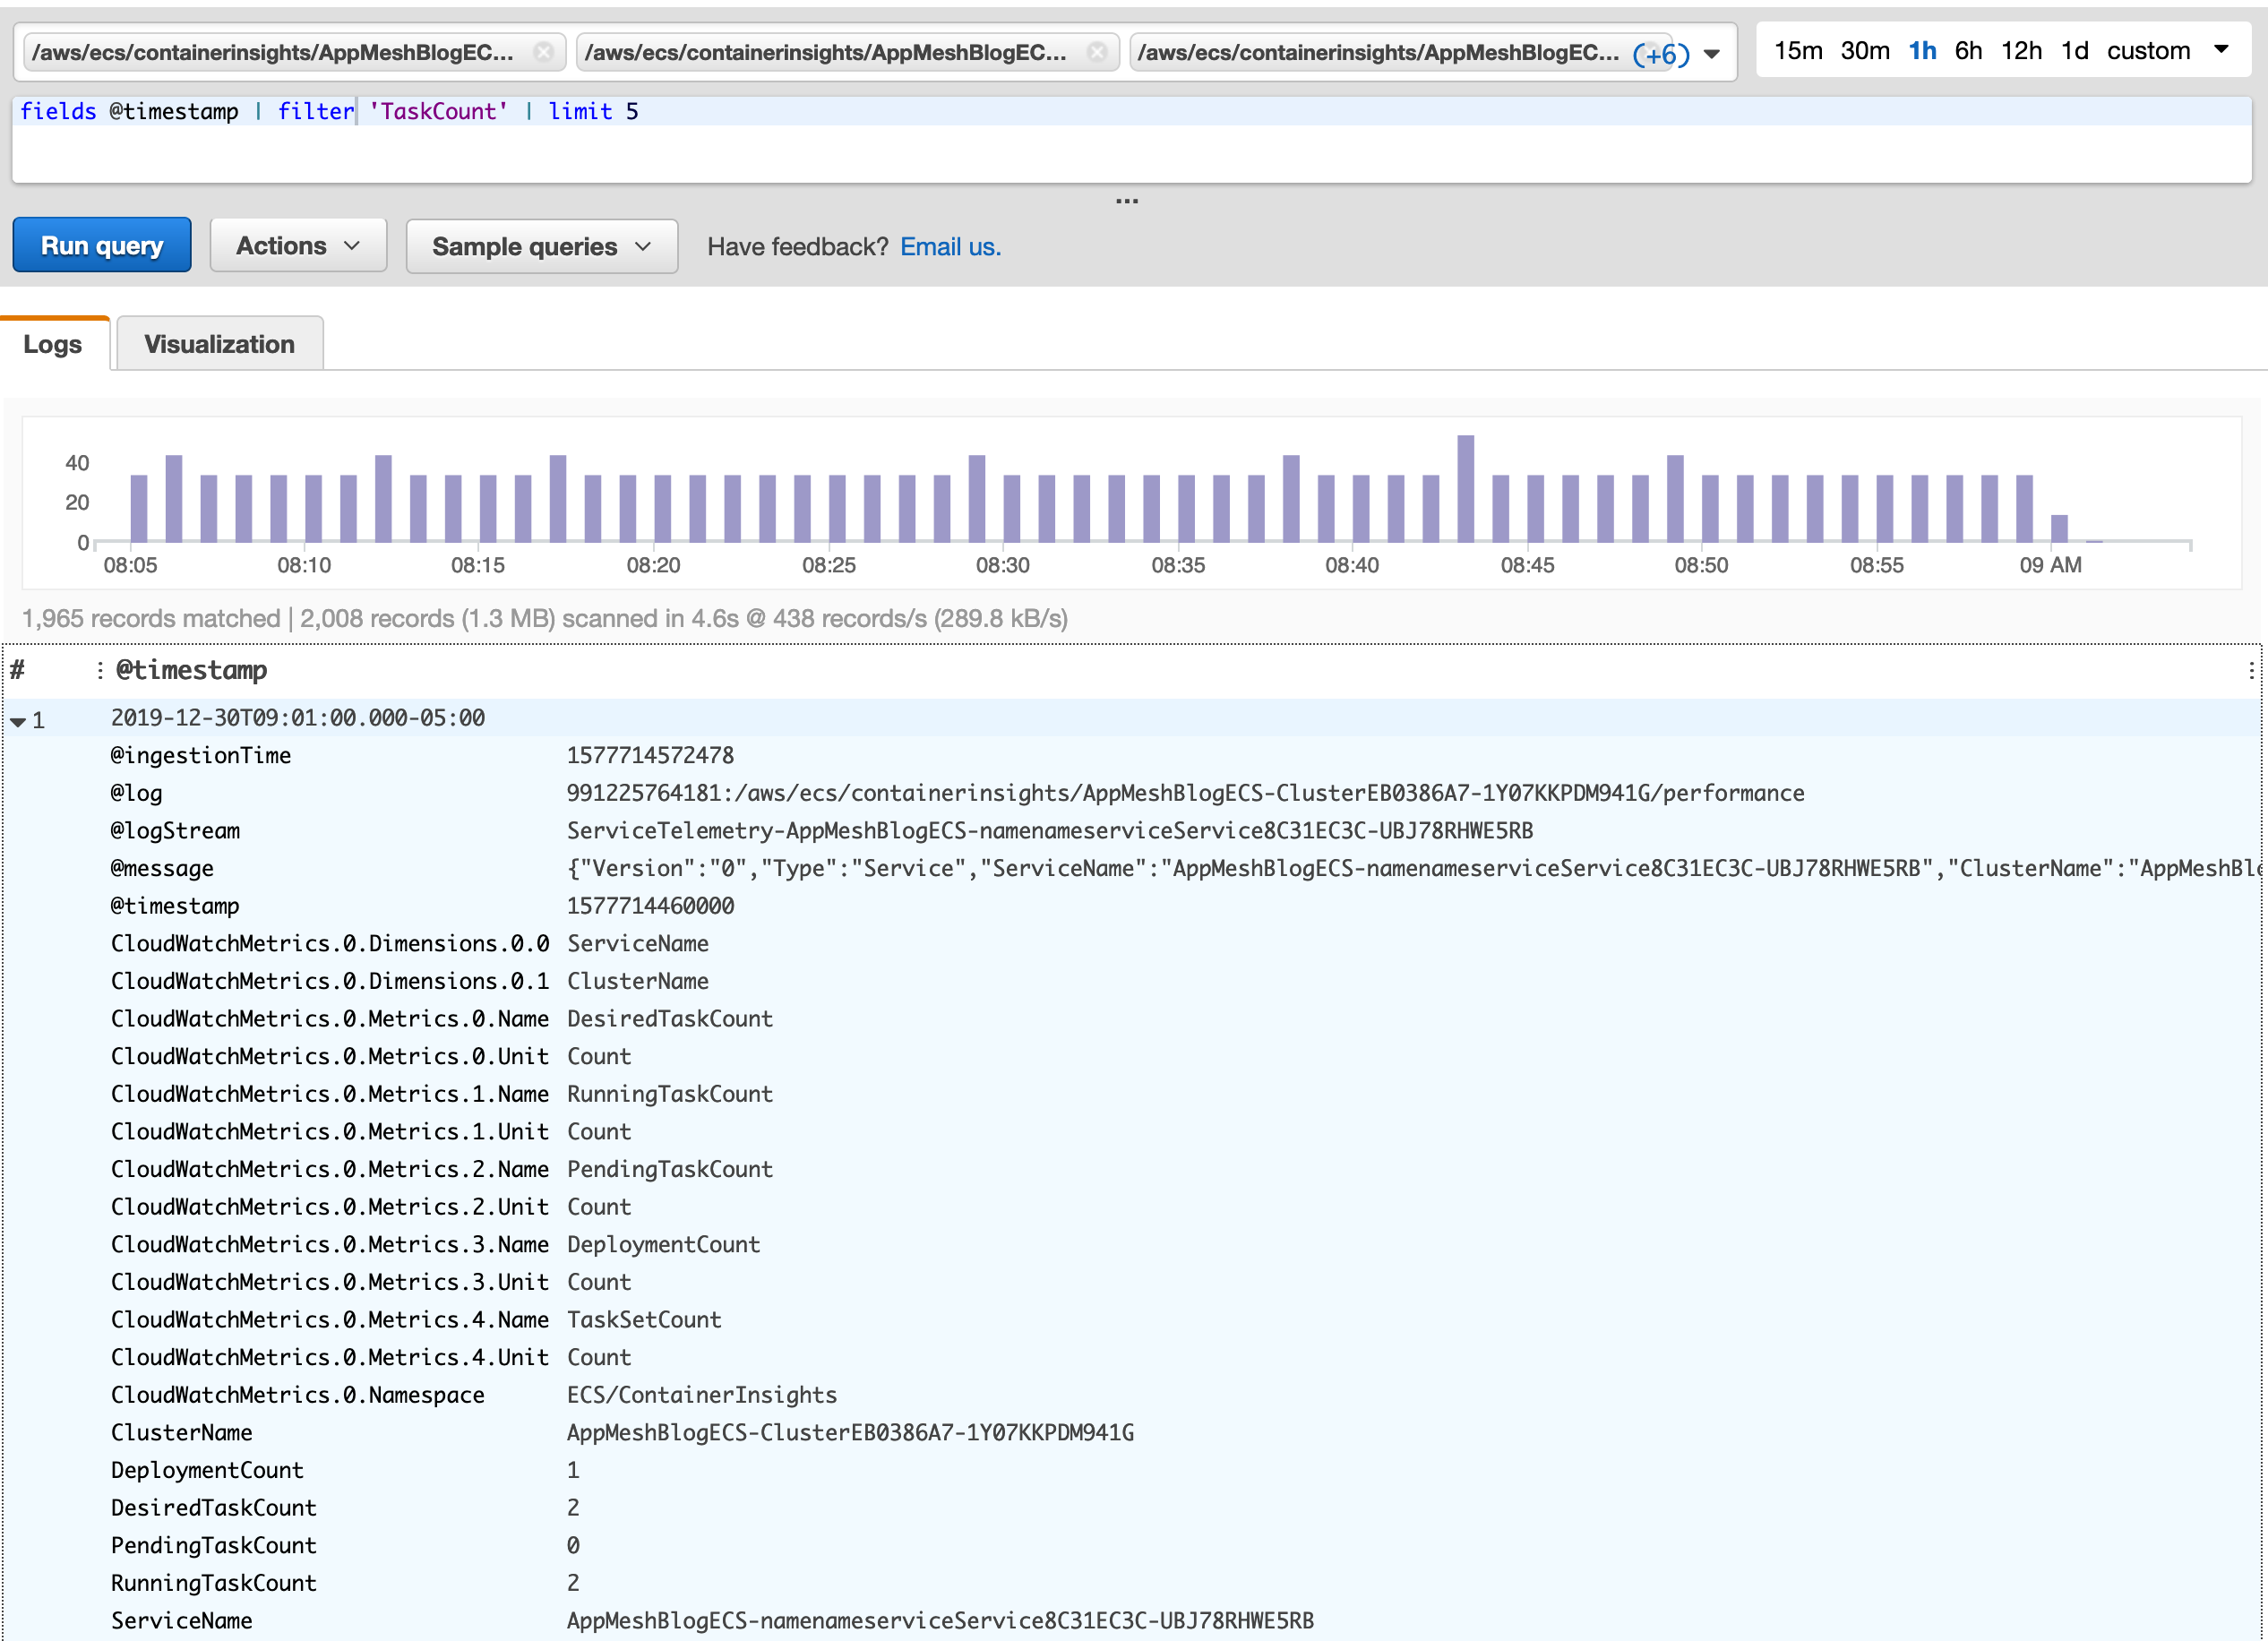 /aws/ecs/containerinsights/AppMeshBlogEC... /aws/ecs/containerinsights/AppMeshBlogEC... /aws/ecs/containerinsights/AppMeshBlogEC... (+6) 15m 30m 1h 6h 12h 1d custom
fields @timestamp | filter 'TaskCount' | limit 5
...
Run query Actions Sample queries Have feedback? Email us.
Logs Visualization
40
20
0
08:05 08:10 08:15 08:20 08:25 08:30 08:35 08:40 08:45 08:50 08:55 09 AM
1,965 records matched | 2,008 records (1.3 MB) scanned in 4.6s @ 438 records/s (289.8 kB/s)
# @timestamp
1 2019-12-30T09:01:00.000-05:00
@ingestionTime 1577714572478
@log 991225764181:/aws/ecs/containerinsights/AppMeshBlogECS-ClusterEB0386A7-1Y07KKPDM941G/performance
@logStream ServiceTelemetry-AppMeshBlogECS-namenameserviceService8C31EC3C-UBJ78RHWE5RB
@message {"Version":"0","Type":"Service","ServiceName":"AppMeshBlogECS-namenameserviceService8C31EC3C-UBJ78RHWE5RB","ClusterName":"AppMeshBl
@timestamp 1577714460000
CloudWatchMetrics.0.Dimensions.0.0 ServiceName
CloudWatchMetrics.0.Dimensions.0.1 ClusterName
CloudWatchMetrics.0.Metrics.0.Name DesiredTaskCount
CloudWatchMetrics.0.Metrics.0.Unit Count
CloudWatchMetrics.0.Metrics.1.Name RunningTaskCount
CloudWatchMetrics.0.Metrics.1.Unit Count
CloudWatchMetrics.0.Metrics.2.Name PendingTaskCount
CloudWatchMetrics.0.Metrics.2.Unit Count
CloudWatchMetrics.0.Metrics.3.Name DeploymentCount
CloudWatchMetrics.0.Metrics.3.Unit Count
CloudWatchMetrics.0.Metrics.4.Name TaskSetCount
CloudWatchMetrics.0.Metrics.4.Unit Count
CloudWatchMetrics.0.Namespace ECS/ContainerInsights
ClusterName AppMeshBlogECS-ClusterEB0386A7-1Y07KKPDM941G
DeploymentCount 1
DesiredTaskCount 2
PendingTaskCount 0
RunningTaskCount 2
ServiceName AppMeshBlogECS-namenameserviceService8C31EC3C-UBJ78RHWE5RB